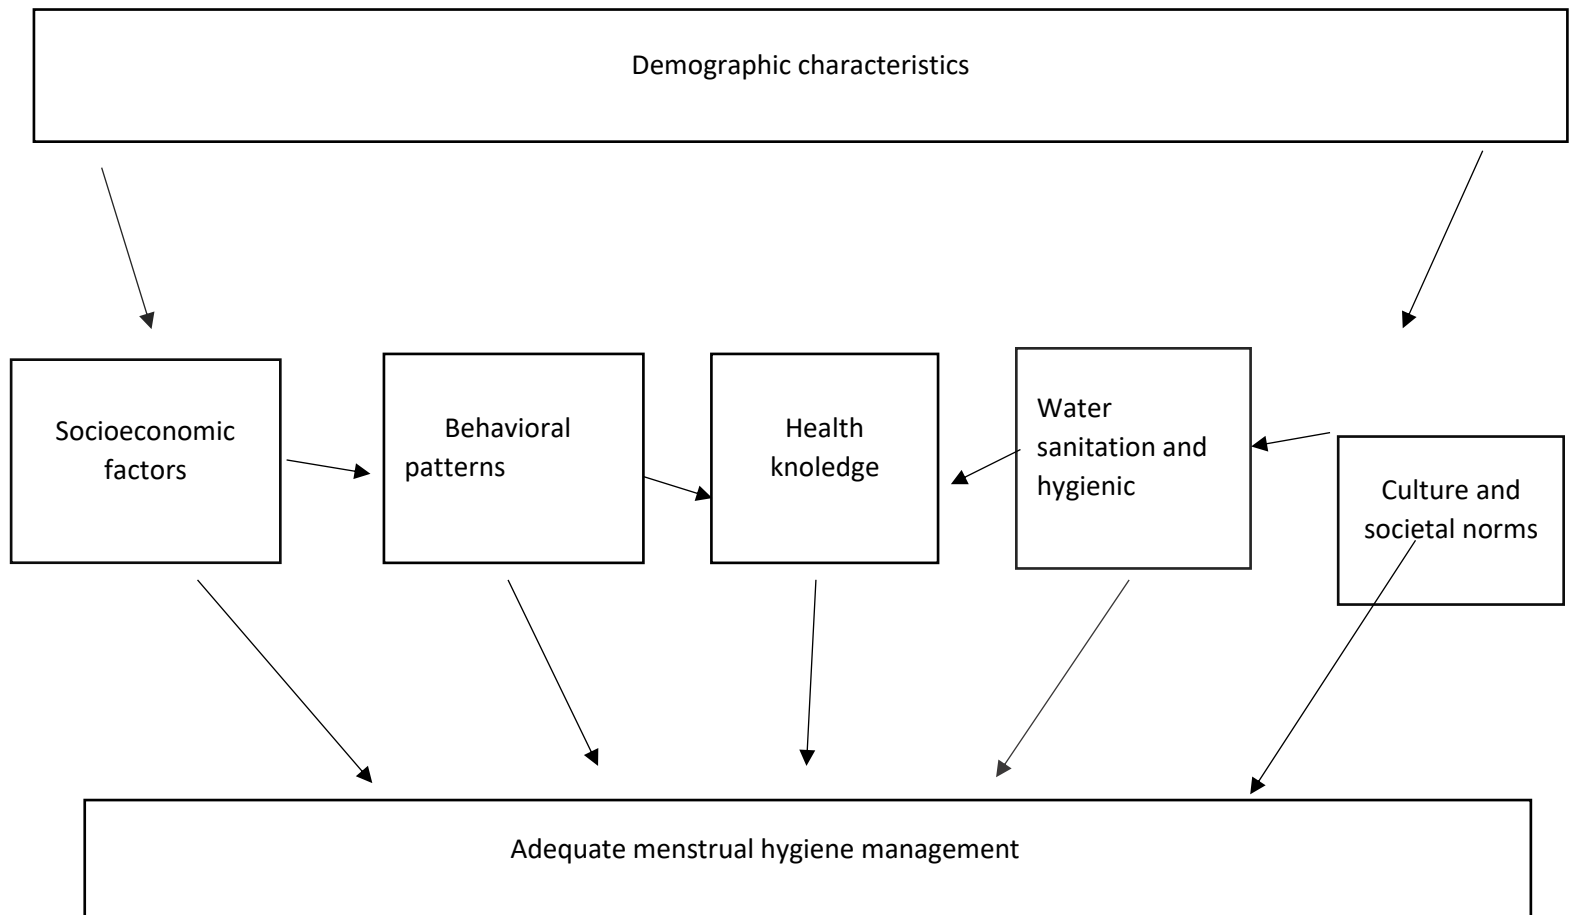 Demographic characteristics
Socioeconomic
factors
Behavioral
patterns
Health
knoledge
Water
sanitation and
hygienic
Culture and
societal norms
Adequate menstrual hygiene management